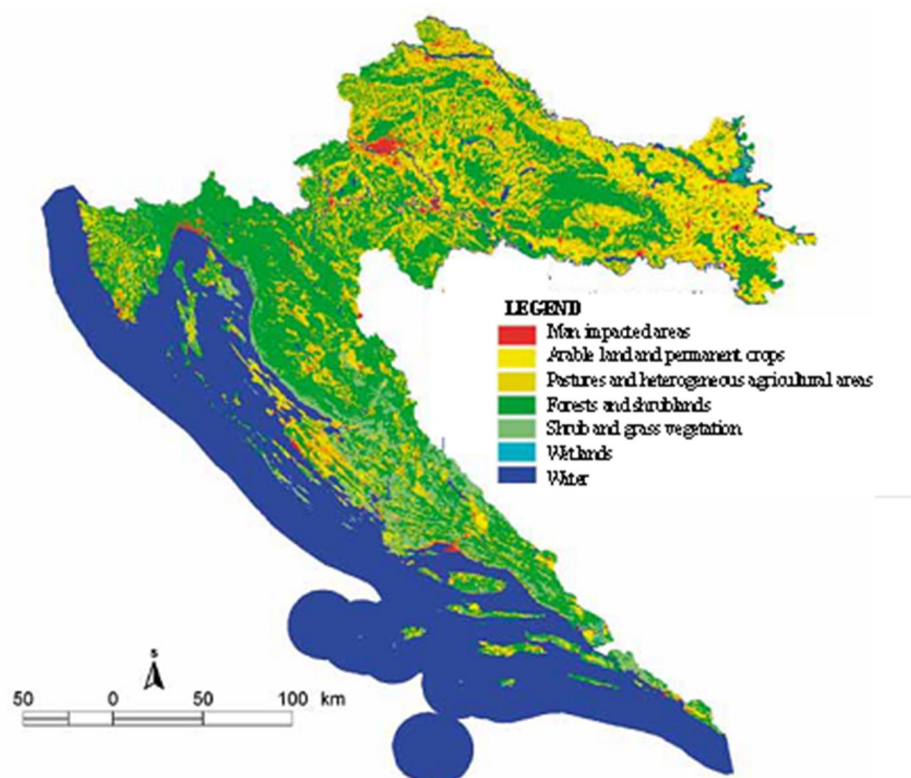 LEGEND
Man impacted areas
Arable land and permanent crops
Pastures and heterogeneous agricultural areas
Forests and shrublands
Shrub and grass vegetation
Wetlands
Water
s
50 0 50 100 km